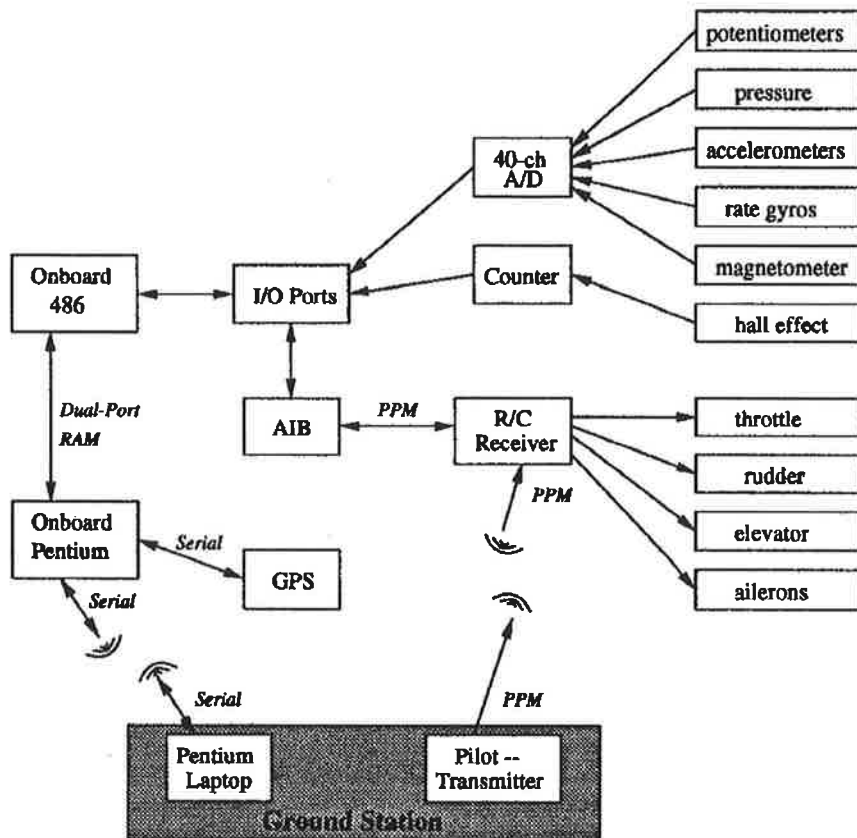 potentiometers
pressure
40-ch
A/D
accelerometers
rate gyros
Onboard
486
I/O Ports
Counter
magnetometer
hall effect
Dual-Port
RAM
AIB
PPM
R/C
Receiver
throttle
rudder
PPM
Onboard
Pentium
Serial
GPS
elevator
ailerons
Serial
Serial
PPM
Pentium
Laptop
Pilot --
Transmitter
Ground Station